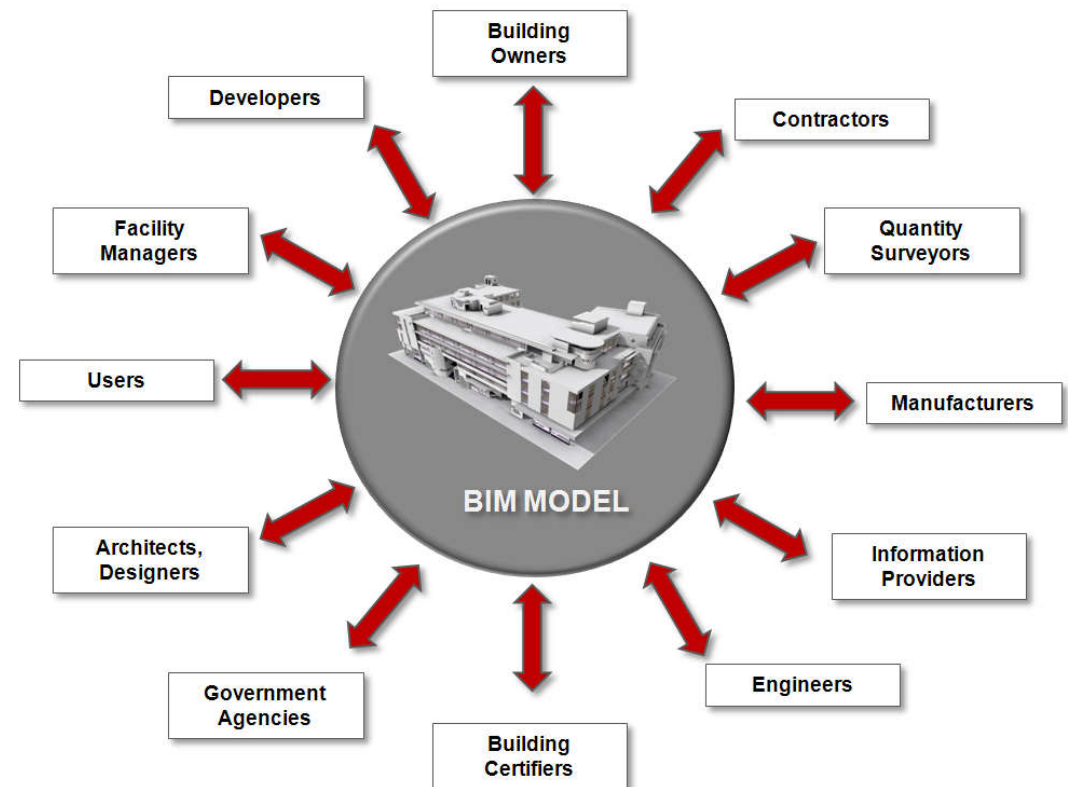 Building
Owners
Developers
Contractors
Facility
Managers
Quantity
Surveyors
Users
Manufacturers
BIM MODEL
Architects,
Designers
Information
Providers
Government
Agencies
Engineers
Building
Certifiers